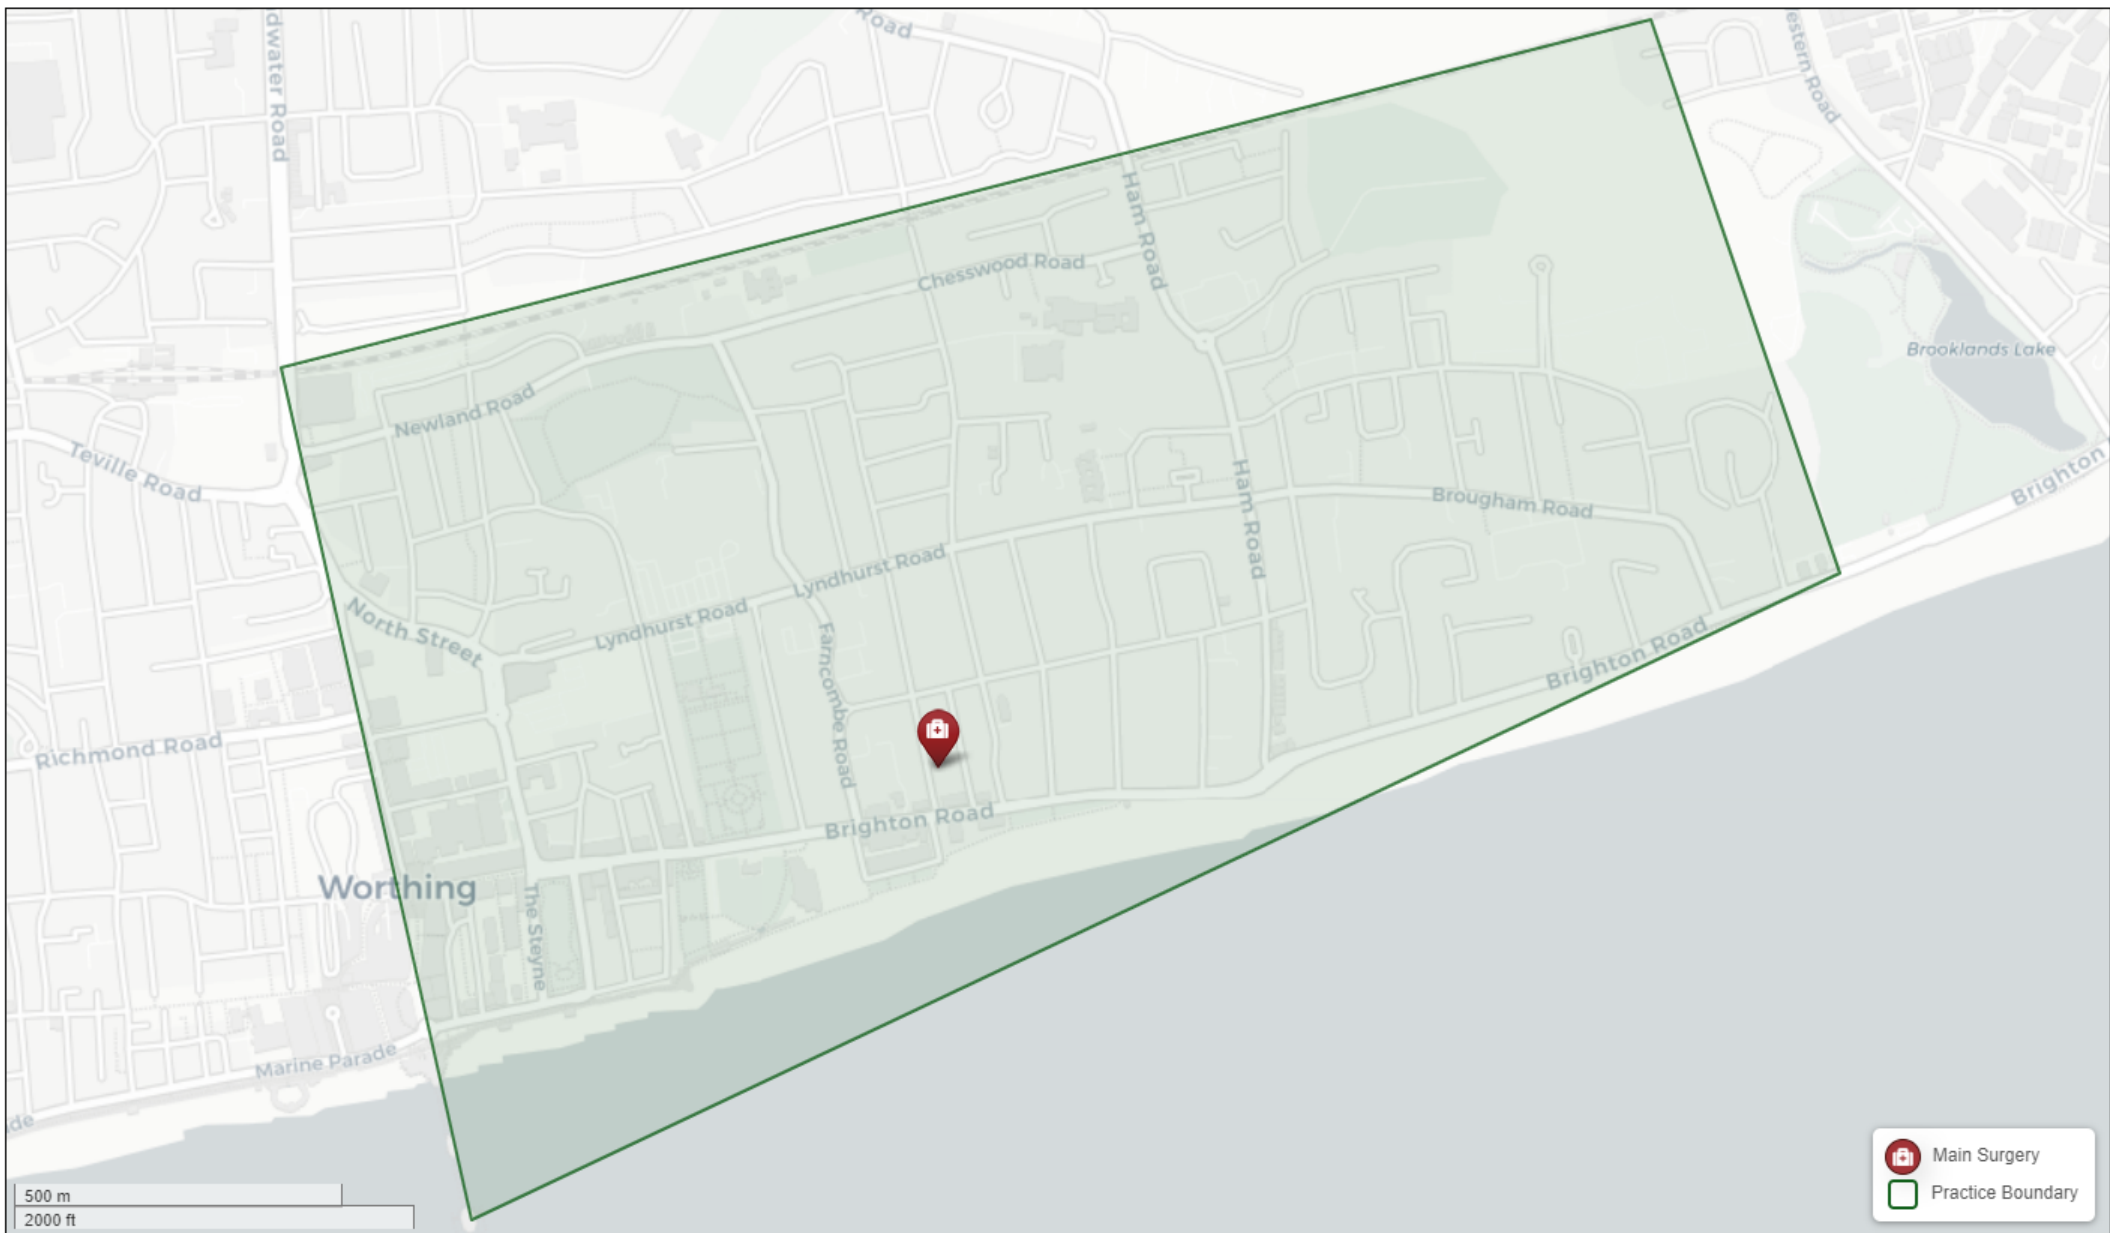 dwater Road
Road
estern Road
Ham Road
Chesswood Road
Brooklands Lake
Newland Road
Teville Road
Brighton
Ham Road
Brougham Road
Lyndhurst Road
Lyndhurst Road
North Street
Farncombe Road
Brighton Road
Richmond Road
Brighton Road
Worthing
The Steyne
Marine Parade
de
500 m
2000 ft
Main Surgery
Practice Boundary